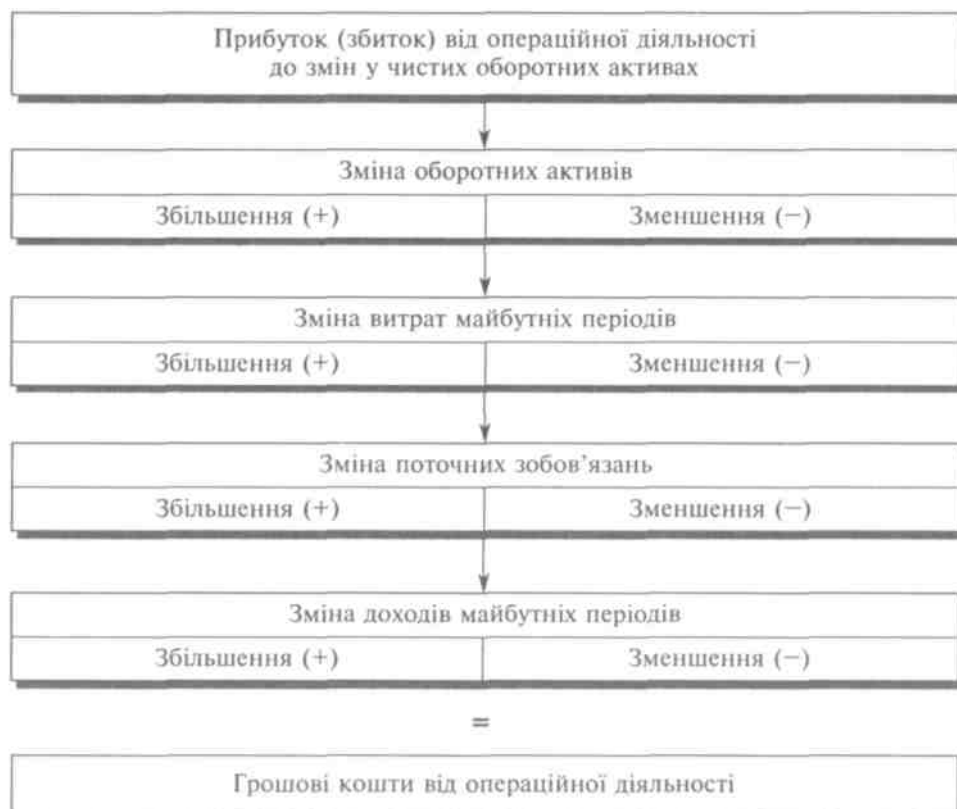 Прибуток (збиток) від операційної діяльності
до змін у чистих оборотних активах
Зміна оборотних активів
Збільшення (+) Зменшення (−)
Зміна витрат майбутніх періодів
Збільшення (+) Зменшення (−)
Зміна поточних зобов’язань
Збільшення (+) Зменшення (−)
Зміна доходів майбутніх періодів
Збільшення (+) Зменшення (−)
=
Грошові кошти від операційної діяльності